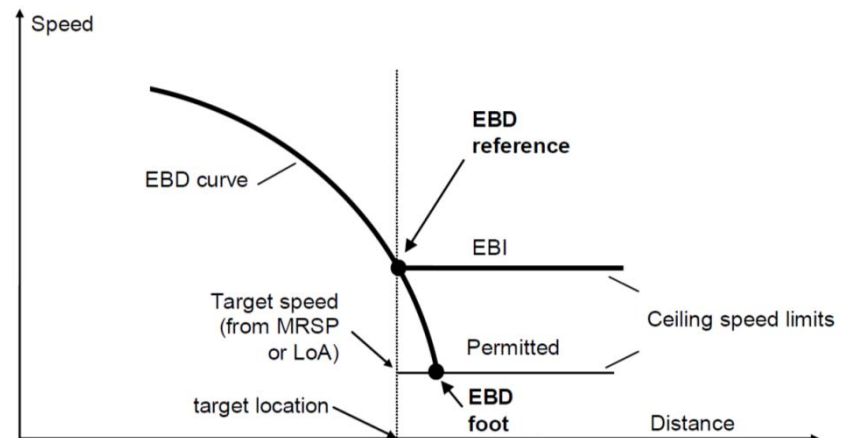 Speed
EBD
reference
EBD curve
EBI
Target speed
(from MRSP
or LoA)
Ceiling speed limits
Permitted
target location
EBD
foot
Distance